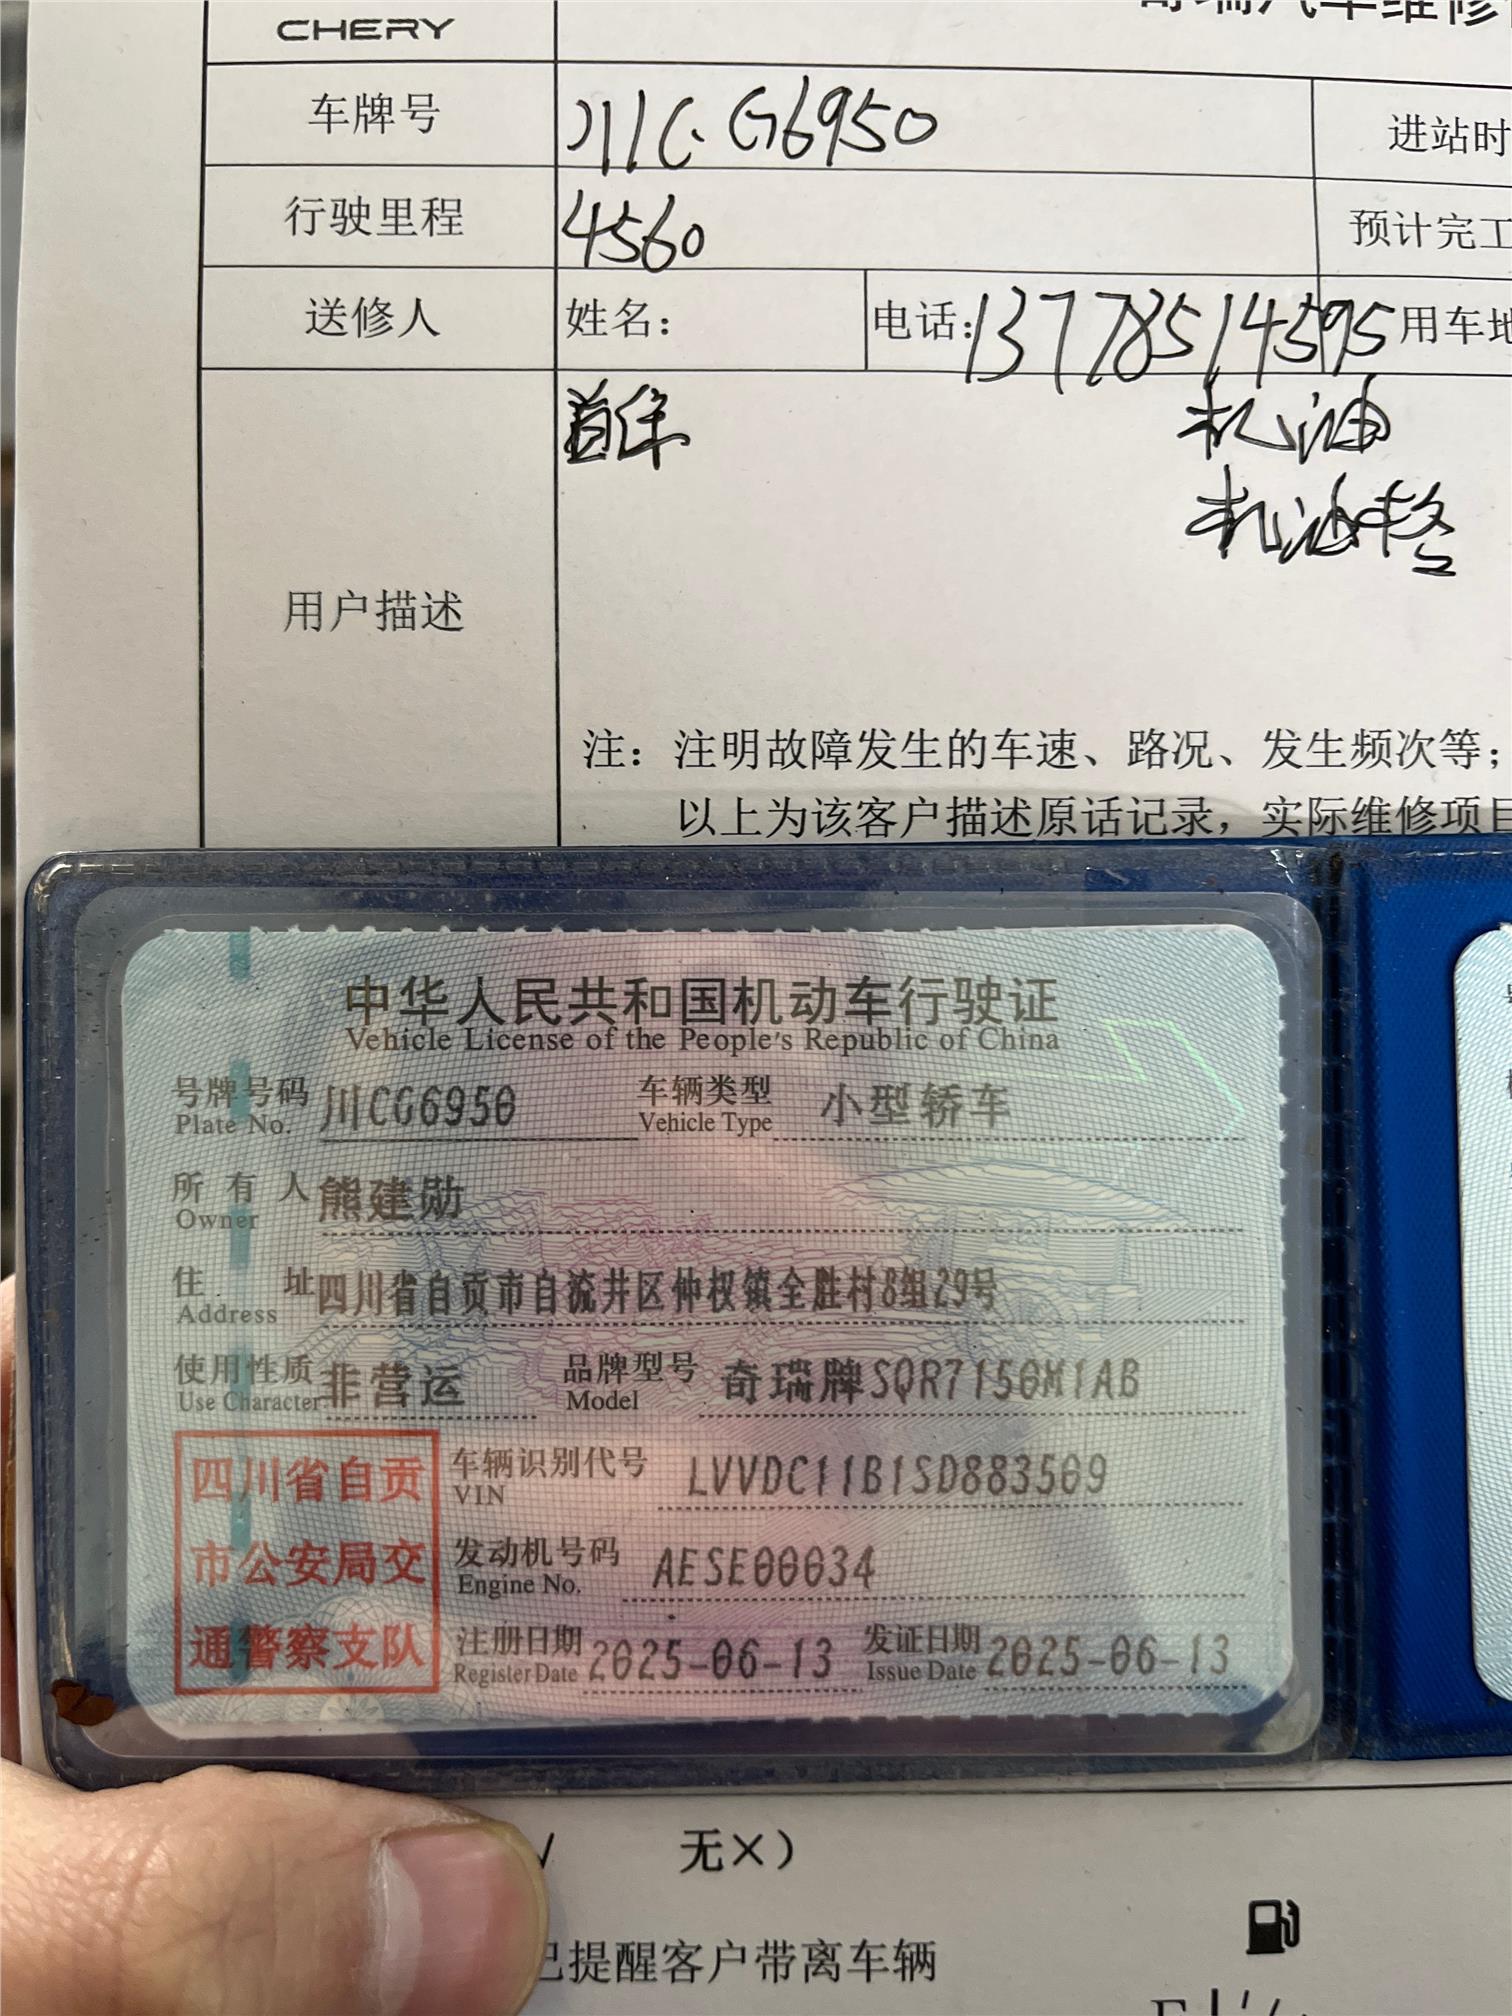 CHERY
奇瑞汽车维修
车牌号 川C·G6950 进站时
行驶里程 4560 预计完工
送修人 姓名： 电话：13778514595 用车地
首保 机油
机油格
用户描述
注：注明故障发生的车速、路况、发生频次等；
以上为该客户描述原话记录，实际维修项目
中华人民共和国机动车行驶证
Vehicle License of the People's Republic of China
号牌号码 川CG6950 车辆类型 小型轿车
Plate No. Vehicle Type
所有人 熊建勋
Owner
住址 四川省自贡市自流井区仲权镇全胜村8组29号
Address
使用性质 非营运 品牌型号 奇瑞牌SQR7150M1AB
Use Character Model
四川省自贡 车辆识别代号 LVVDC11B1SD883509
VIN
市公安局交 发动机号码 AESE00034
Engine No.
通警察支队 注册日期 2025-06-13 发证日期 2025-06-13
Register Date Issue Date
√ 无×）
已提醒客户带离车辆